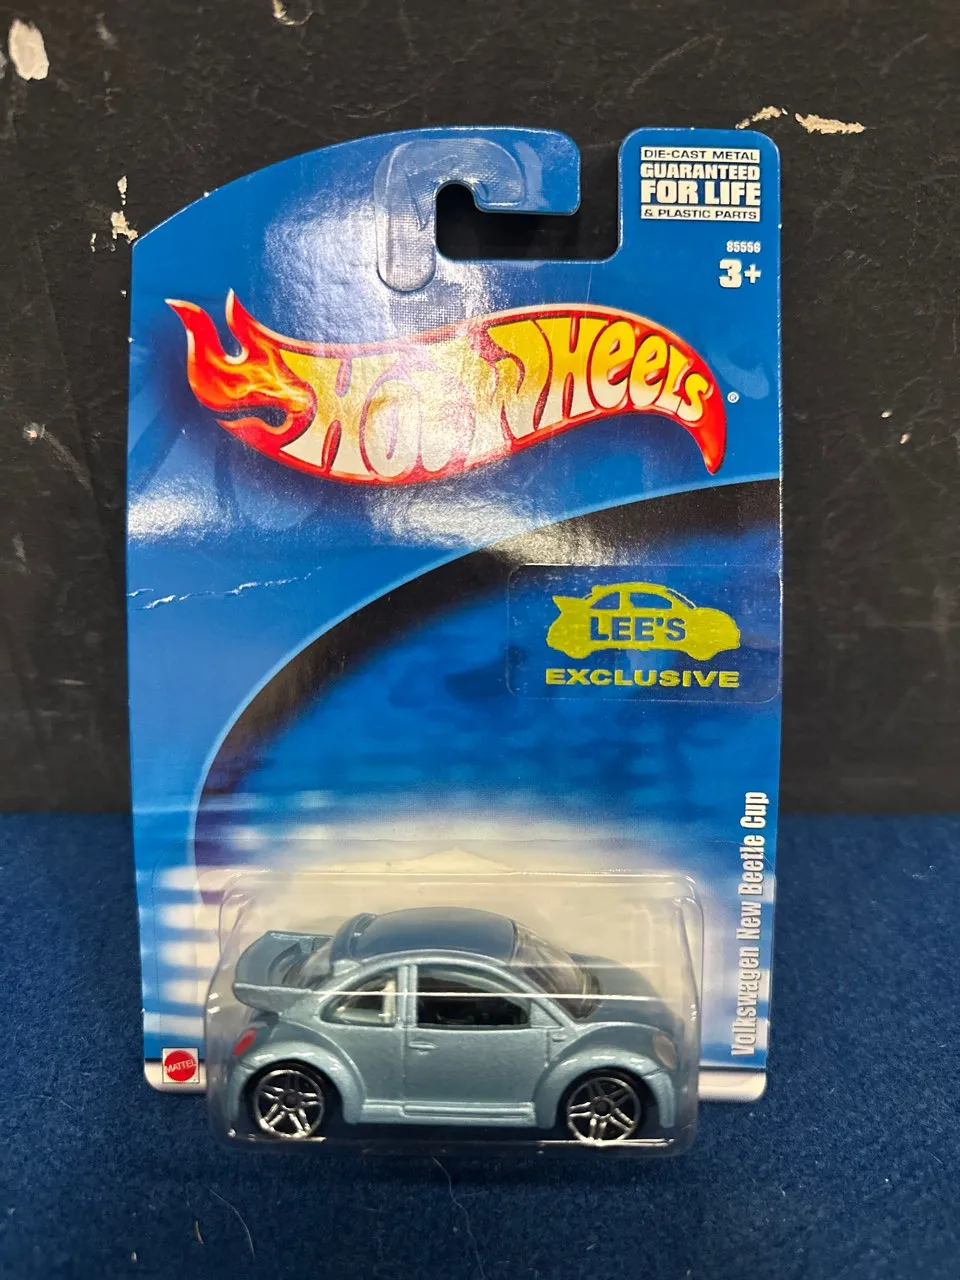 DIE-CAST METAL
GUARANTEED
FOR LIFE
& PLASTIC PARTS
85556
3+
HOT WHEELS®
LEE'S
EXCLUSIVE
Volkswagen New Beetle Cup
MATTEL